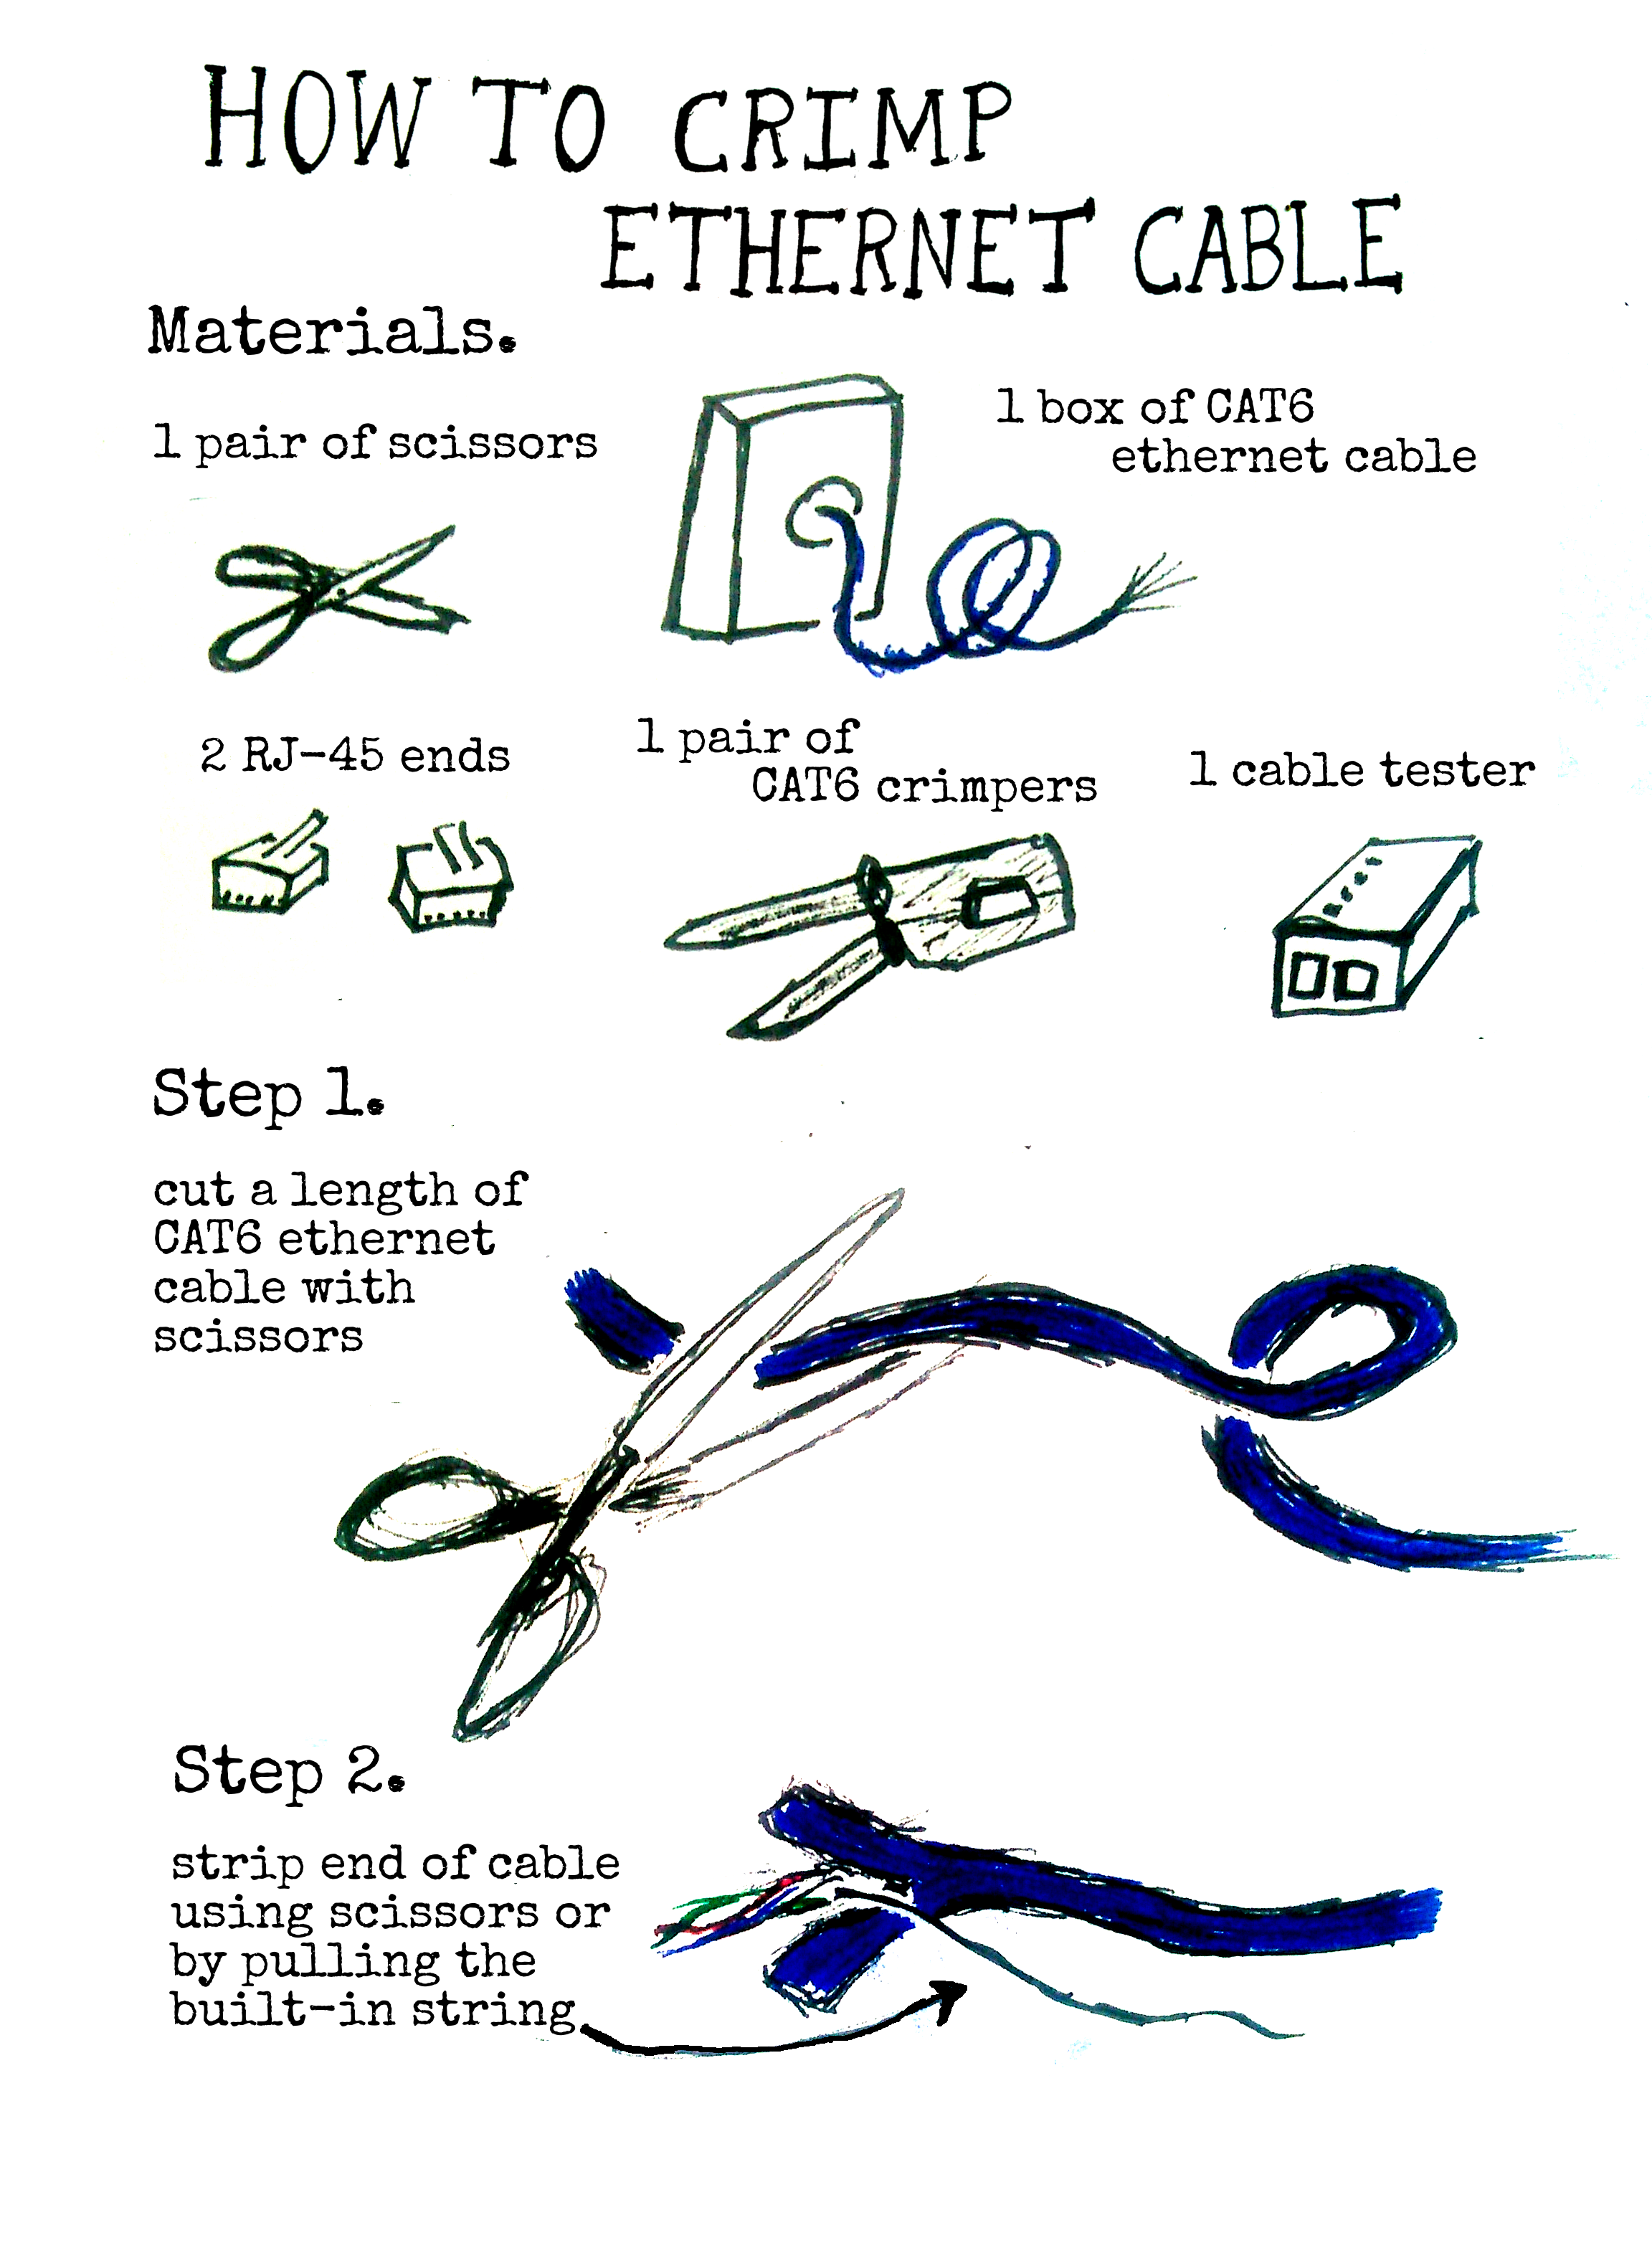 HOW TO CRIMP
ETHERNET CABLE
Materials.
1 pair of scissors
1 box of CAT6
ethernet cable
2 RJ-45 ends
1 pair of
CAT6 crimpers
1 cable tester
Step 1.
cut a length of
CAT6 ethernet
cable with
scissors
Step 2.
strip end of cable
using scissors or
by pulling the
built-in string